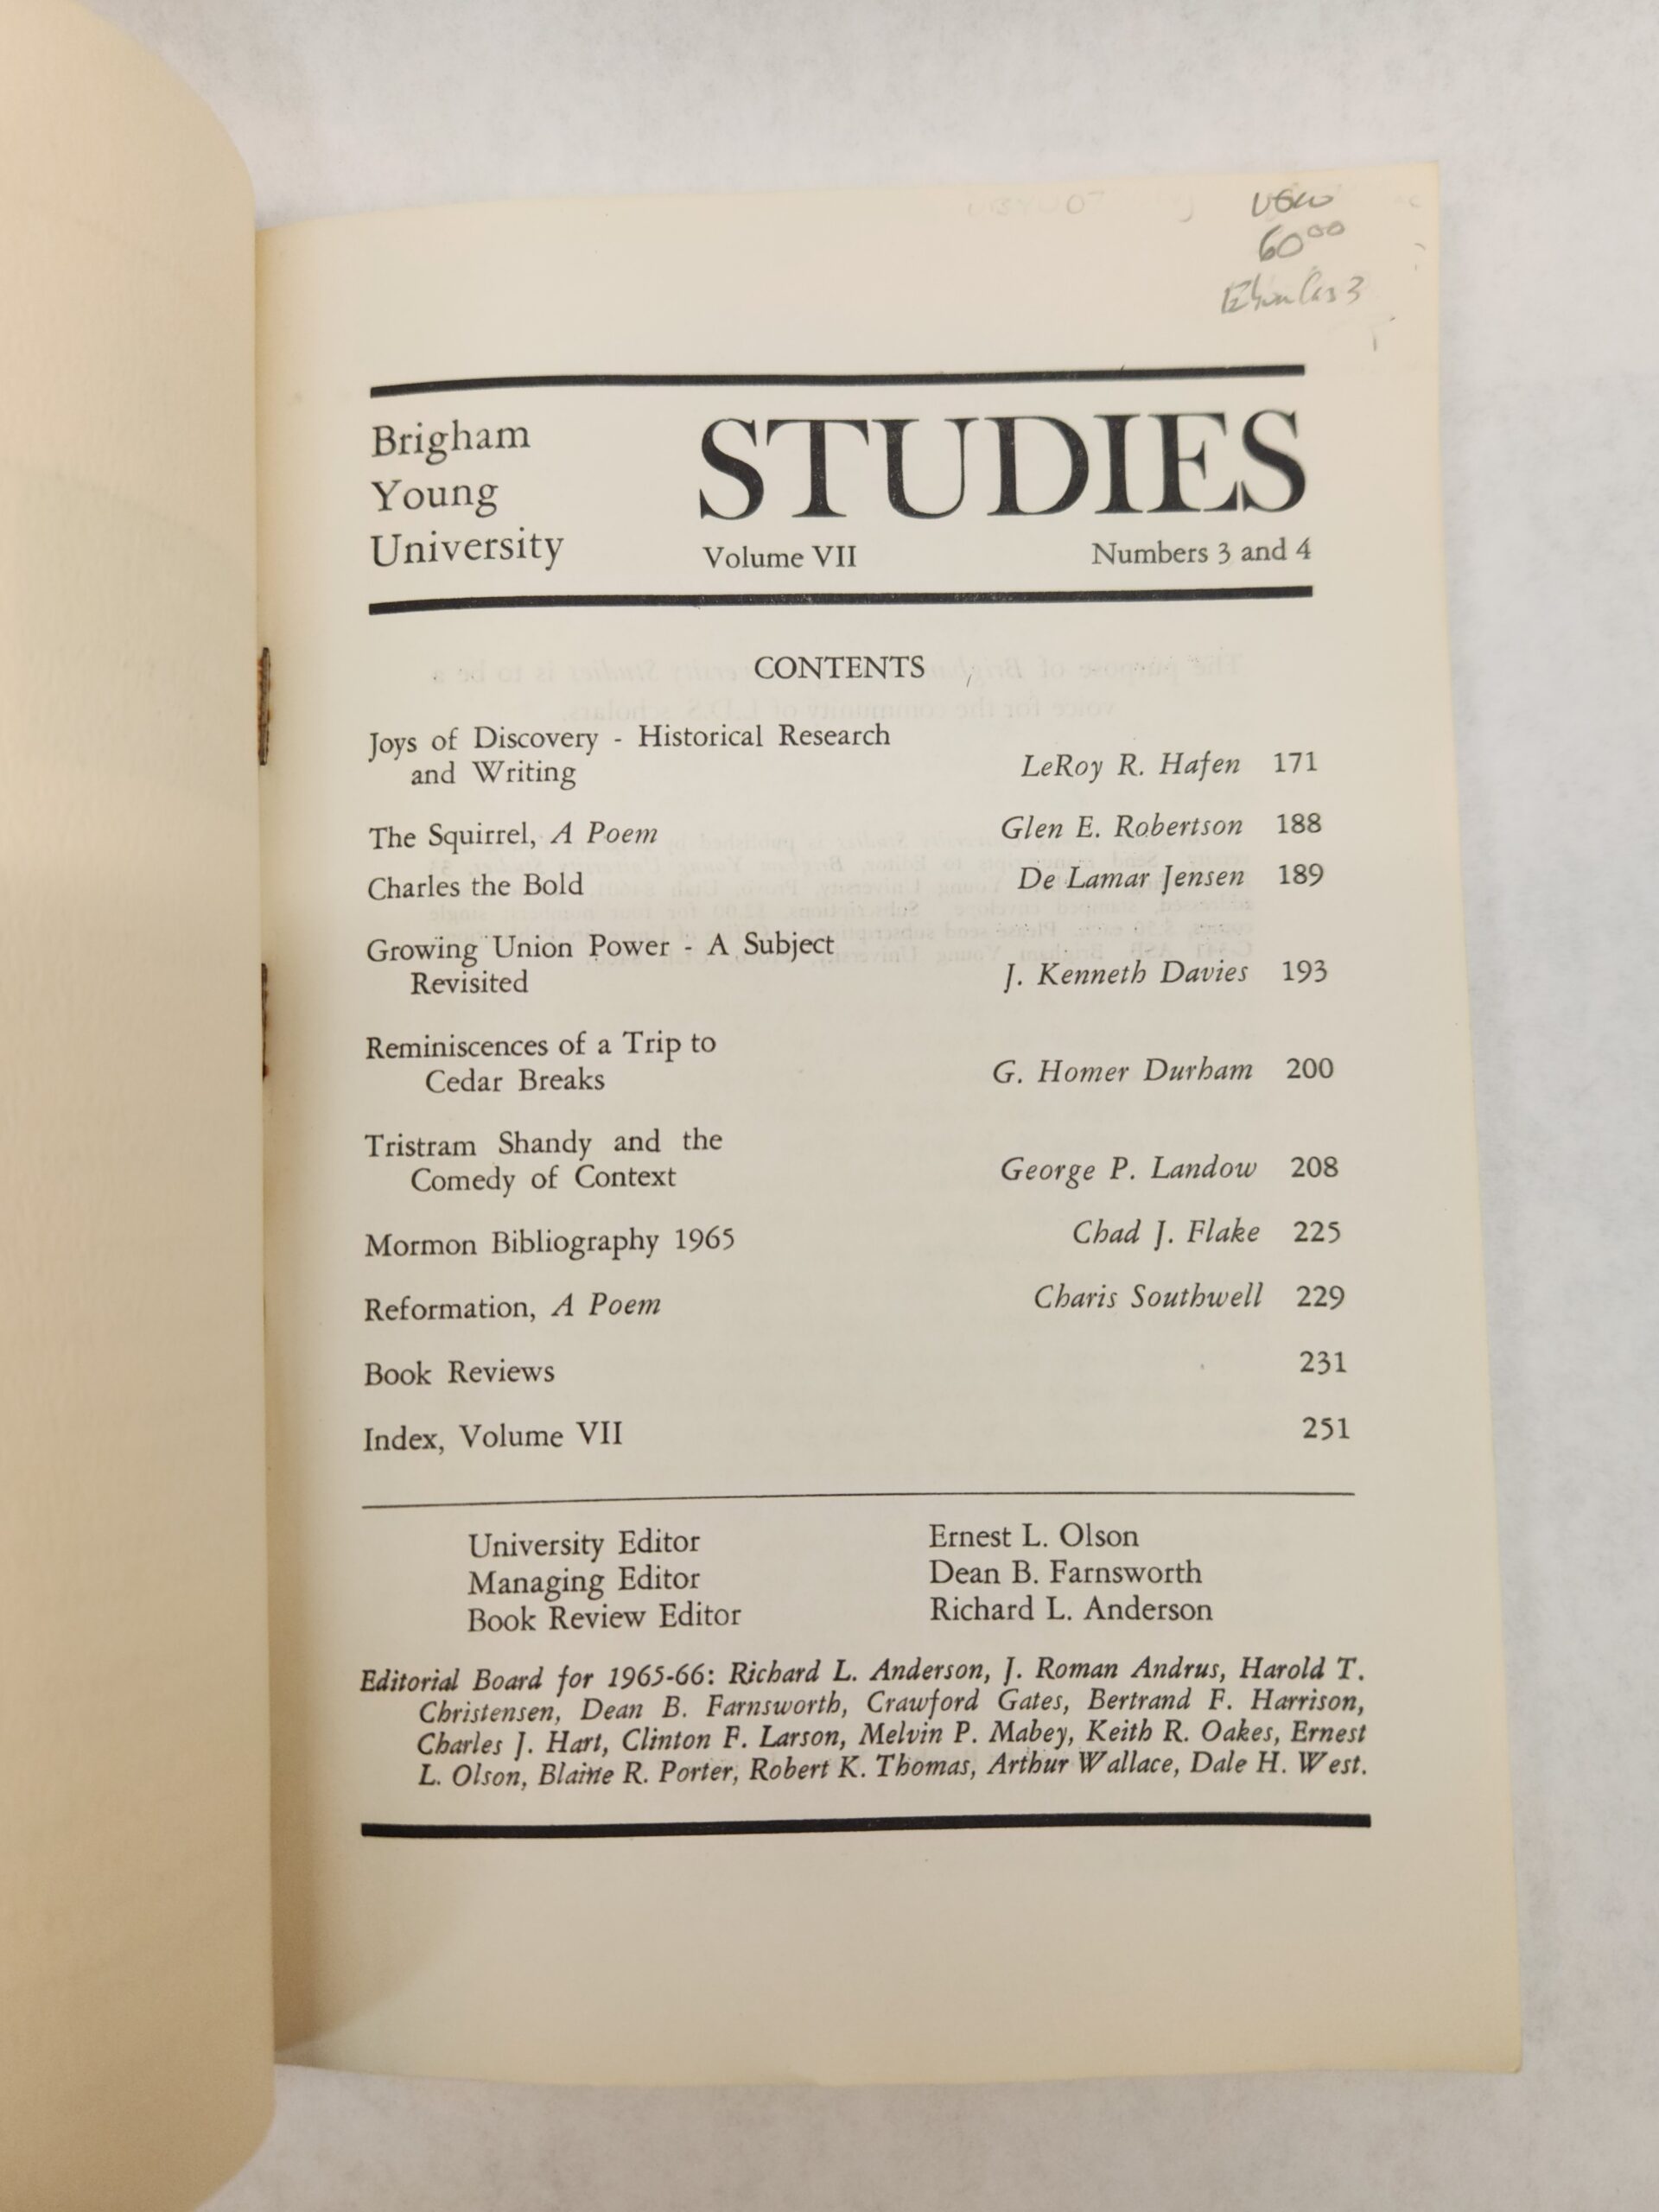 60⁰⁰
Brigham
Young
University
STUDIES
Volume VII Numbers 3 and 4
CONTENTS
Joys of Discovery - Historical Research
and Writing LeRoy R. Hafen 171
The Squirrel, A Poem Glen E. Robertson 188
Charles the Bold De Lamar Jensen 189
Growing Union Power - A Subject
Revisited J. Kenneth Davies 193
Reminiscences of a Trip to
Cedar Breaks G. Homer Durham 200
Tristram Shandy and the
Comedy of Context George P. Landow 208
Mormon Bibliography 1965 Chad J. Flake 225
Reformation, A Poem Charis Southwell 229
Book Reviews 231
Index, Volume VII 251
University Editor Ernest L. Olson
Managing Editor Dean B. Farnsworth
Book Review Editor Richard L. Anderson
Editorial Board for 1965-66: Richard L. Anderson, J. Roman Andrus, Harold T.
Christensen, Dean B. Farnsworth, Crawford Gates, Bertrand F. Harrison,
Charles J. Hart, Clinton F. Larson, Melvin P. Mabey, Keith R. Oakes, Ernest
L. Olson, Blaine R. Porter, Robert K. Thomas, Arthur Wallace, Dale H. West.